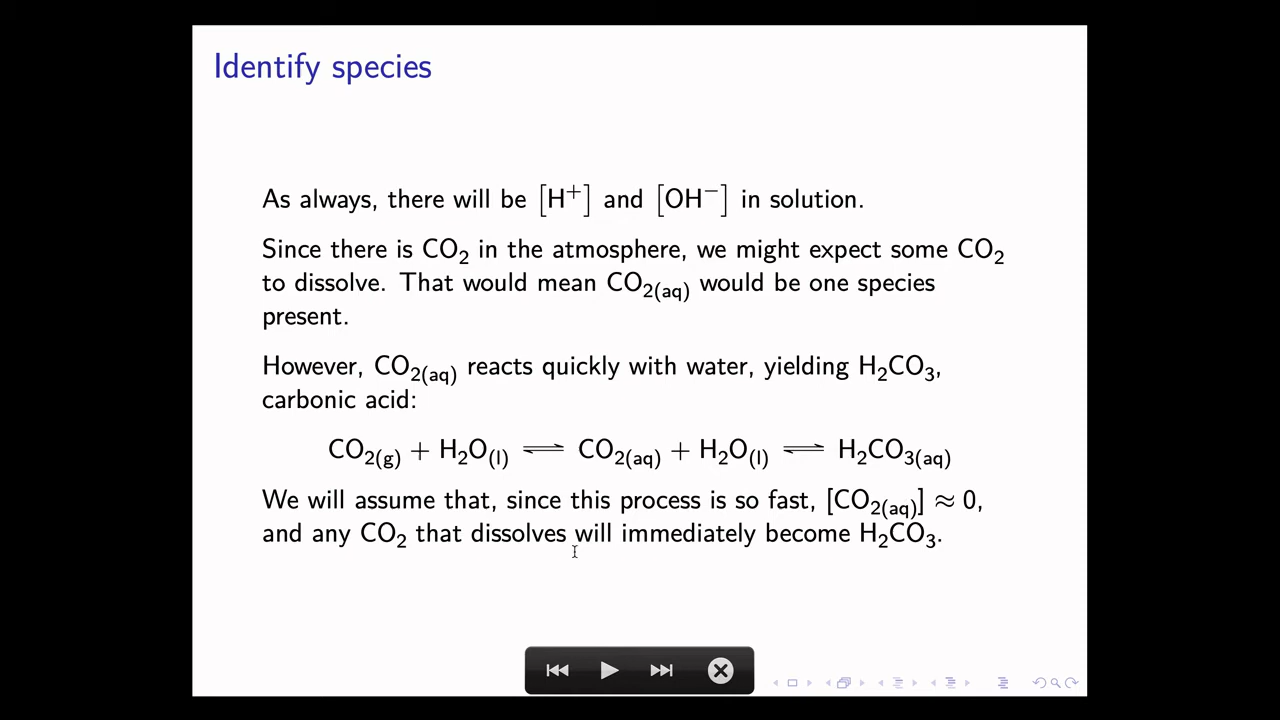 Identify species
As always, there will be [H⁺] and [OH⁻] in solution.
Since there is CO₂ in the atmosphere, we might expect some CO₂
to dissolve. That would mean CO₂₍aq₎ would be one species
present.
However, CO₂₍aq₎ reacts quickly with water, yielding H₂CO₃,
carbonic acid:
CO₂₍g₎ + H₂O₍l₎ ⇌ CO₂₍aq₎ + H₂O₍l₎ ⇌ H₂CO₃₍aq₎
We will assume that, since this process is so fast, [CO₂₍aq₎] ≈ 0,
and any CO₂ that dissolves will immediately become H₂CO₃.